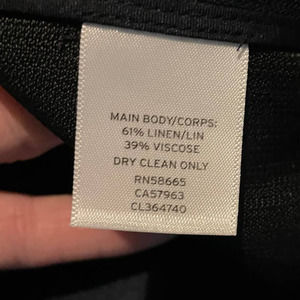 MAIN BODY/CORPS:
61% LINEN/LIN
39% VISCOSE
DRY CLEAN ONLY
RN58665
CA57963
CL364740